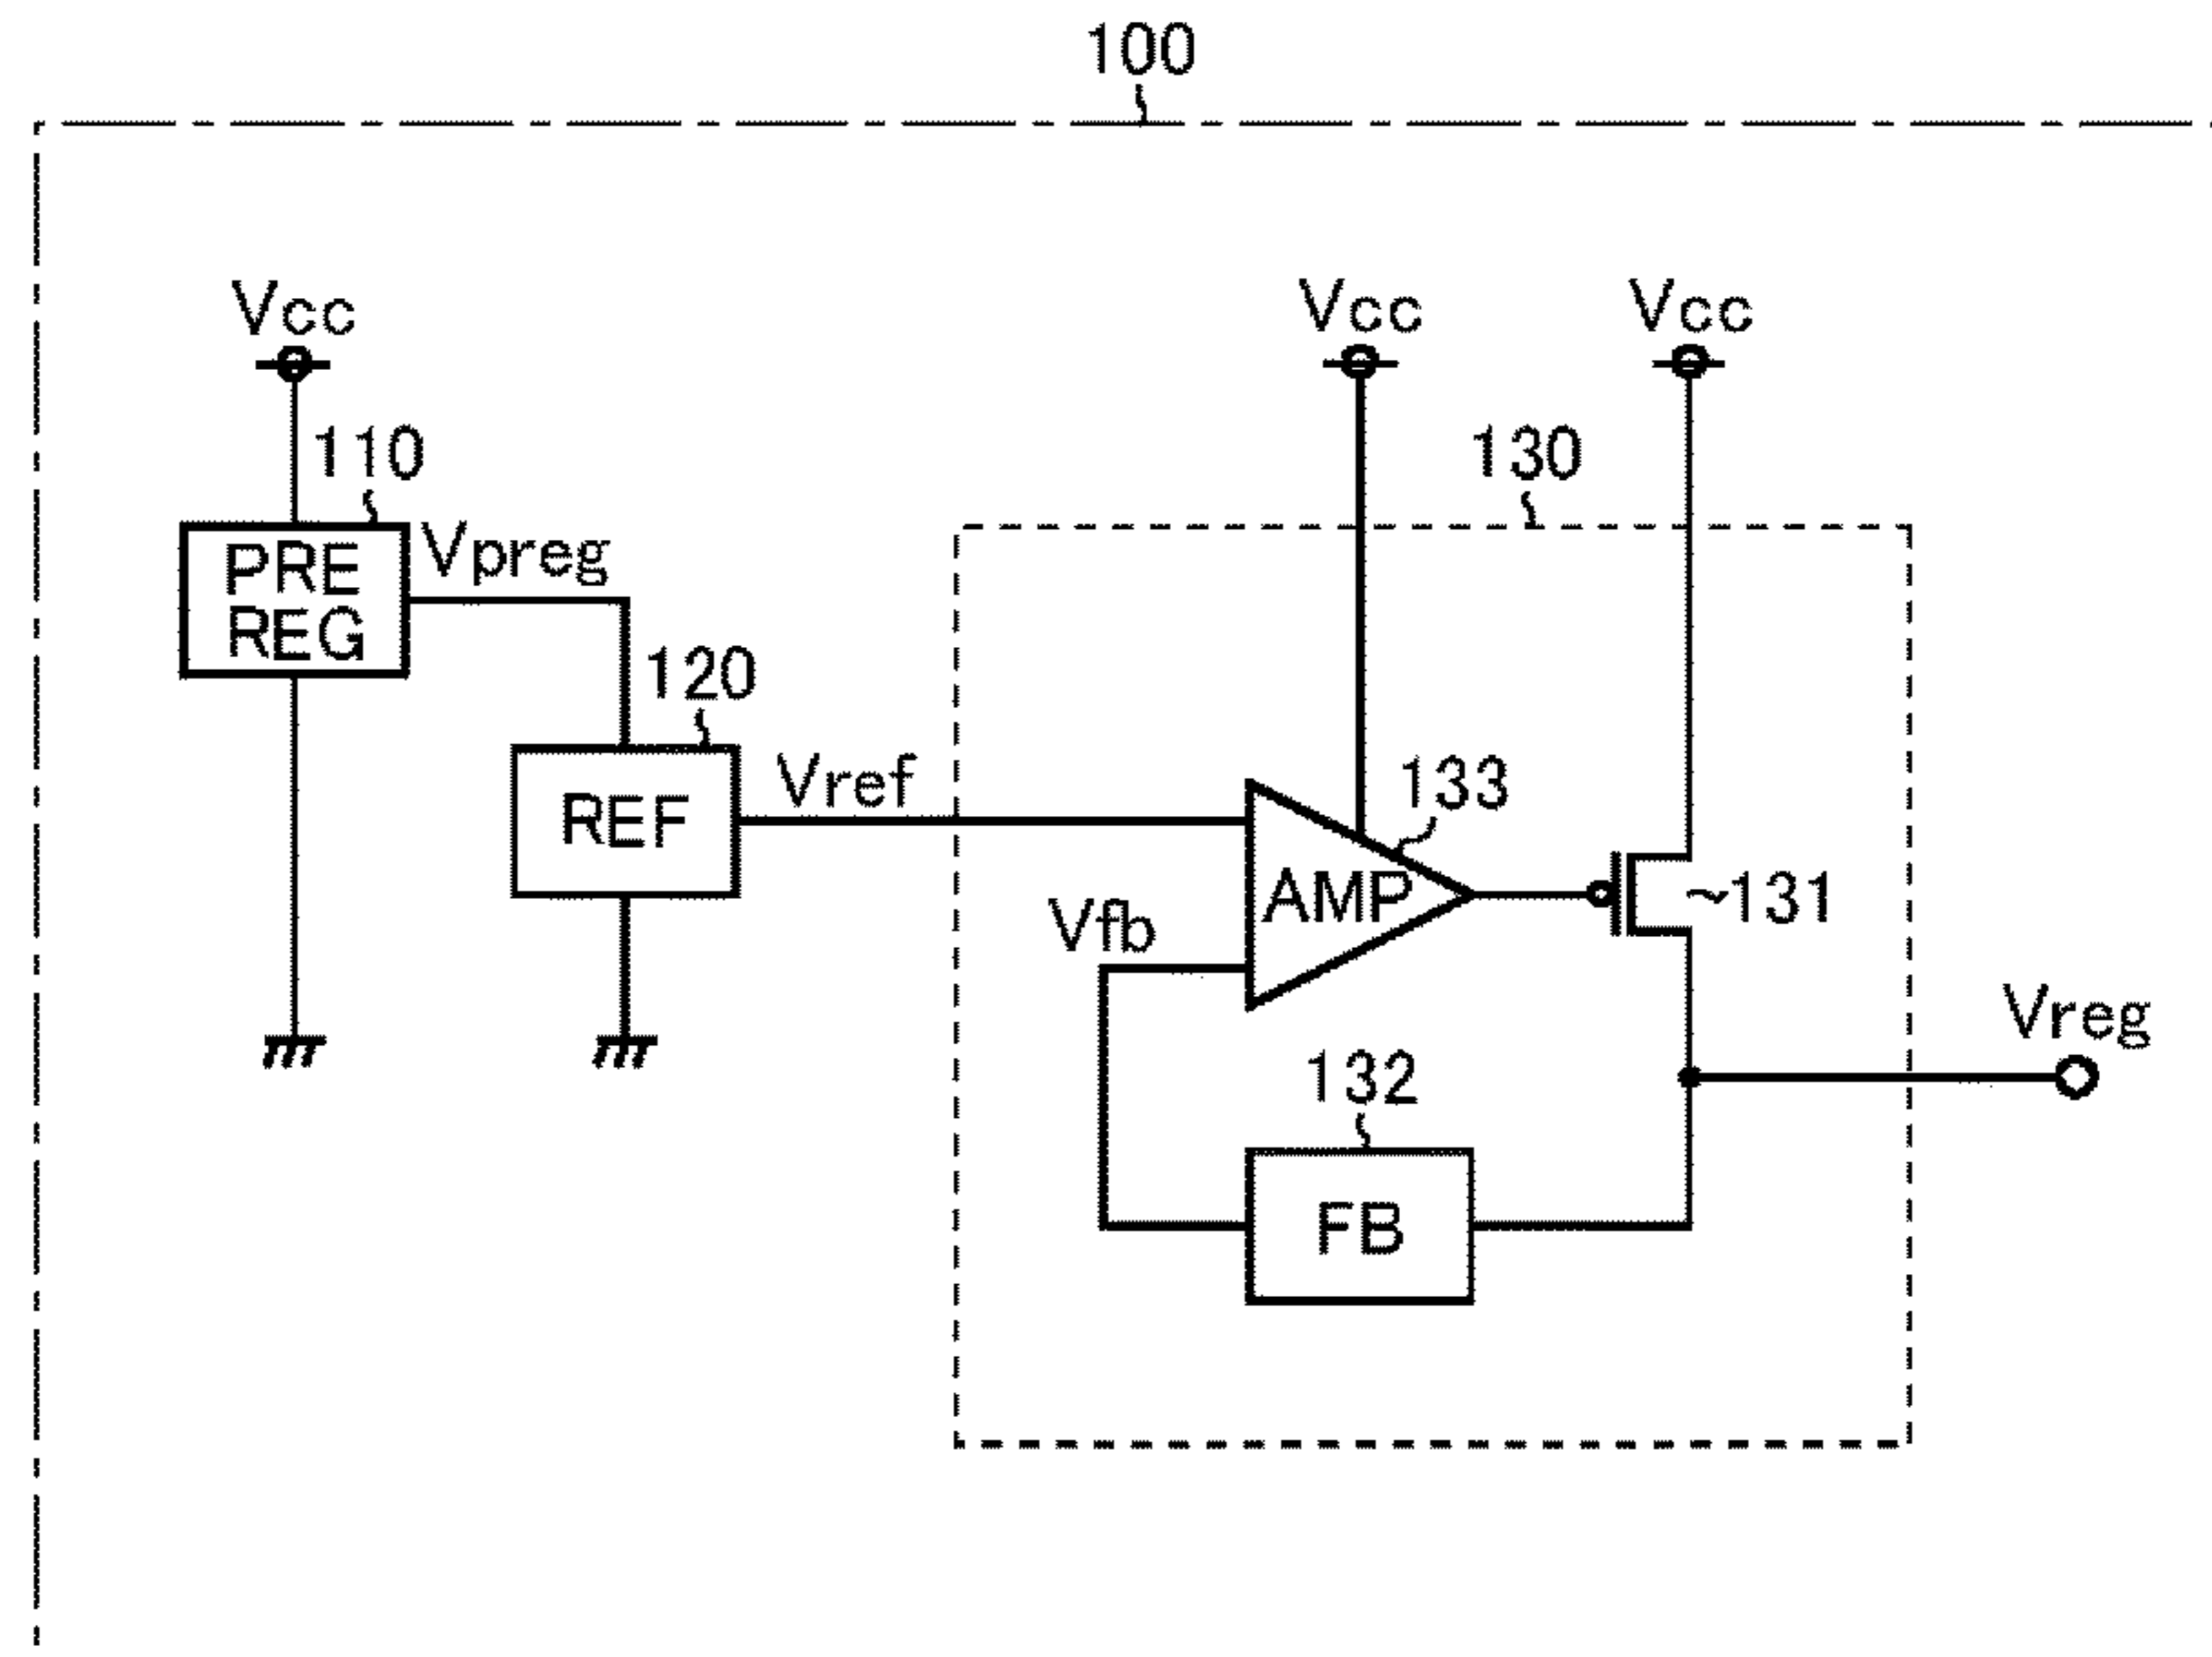 100
Vcc
Vcc
Vcc
110
130
PRE
REG
Vpreg
120
REF
Vref
133
AMP
~131
Vfb
Vreg
132
FB